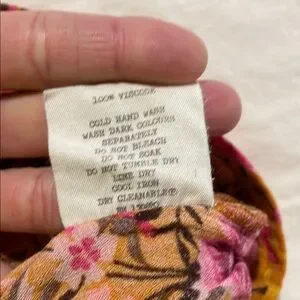 100% VISCOSE
COLD HAND WASH
WASH DARK COLOURS
SEPARATELY
DO NOT BLEACH
DO NOT SOAK
DO NOT TUMBLE DRY
LINE DRY
COOL IRON
DRY CLEANABLE